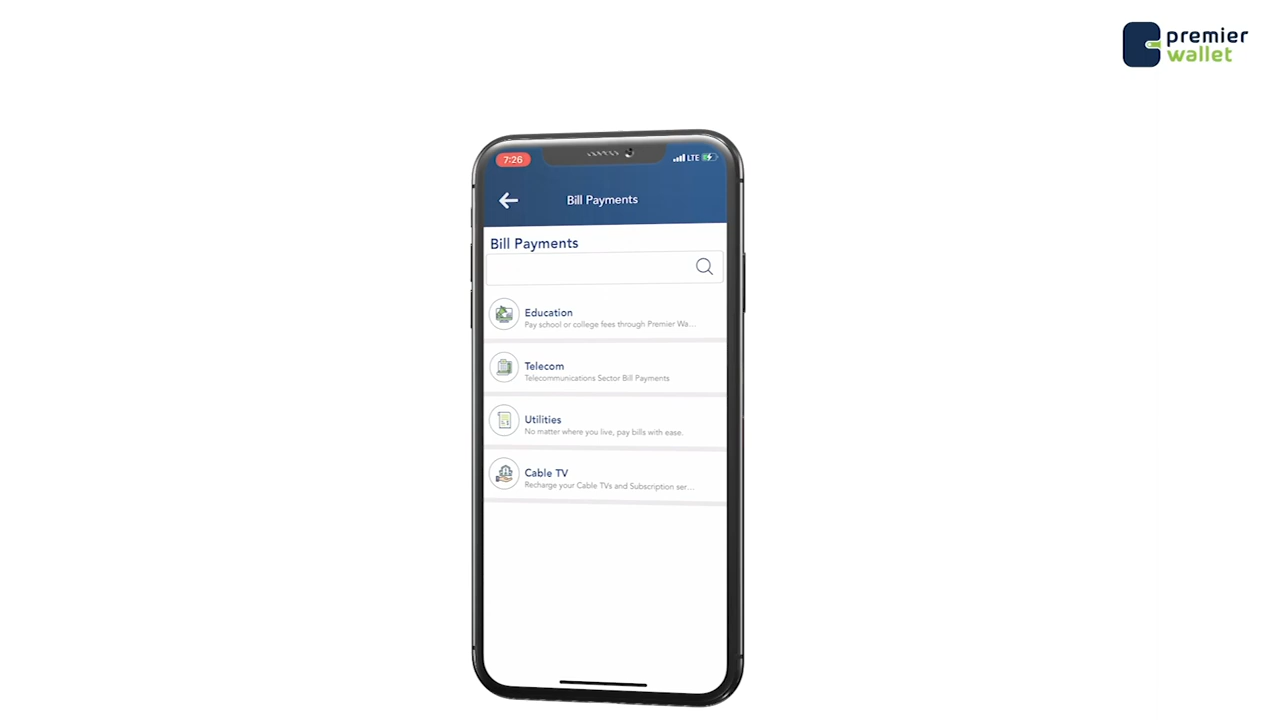 premier
wallet
7:26
LTE
Bill Payments
Bill Payments
Education
Pay school or college fees through Premier Wa...
Telecom
Telecommunications Sector Bill Payments
Utilities
No matter where you live, pay bills with ease.
Cable TV
Recharge your Cable TVs and Subscription ser...